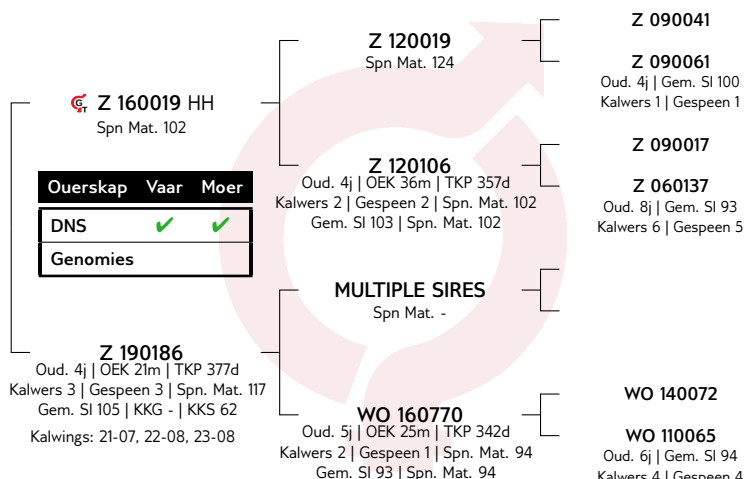 Z 160019 HH
Spn Mat. 102
Ouerskap Vaar Moer
DNS ✔ ✔
Genomies
Z 190186
Oud. 4j | OEK 21m | TKP 377d
Kalwers 3 | Gespeen 3 | Spn. Mat. 117
Gem. SI 105 | KKG - | KKS 62
Kalwings: 21-07, 22-08, 23-08
Z 120019
Spn Mat. 124
Z 120106
Oud. 4j | OEK 36m | TKP 357d
Kalwers 2 | Gespeen 2 | Spn. Mat. 102
Gem. SI 103 | Spn. Mat. 102
MULTIPLE SIRES
Spn Mat. -
WO 160770
Oud. 5j | OEK 25m | TKP 342d
Kalwers 2 | Gespeen 1 | Spn. Mat. 94
Gem. SI 93 | Spn. Mat. 94
Z 090041
Z 090061
Oud. 4j | Gem. SI 100
Kalwers 1 | Gespeen 1
Z 090017
Z 060137
Oud. 8j | Gem. SI 93
Kalwers 6 | Gespeen 5
WO 140072
WO 110065
Oud. 6j | Gem. SI 94
Kalwers 4 | Gespeen 4